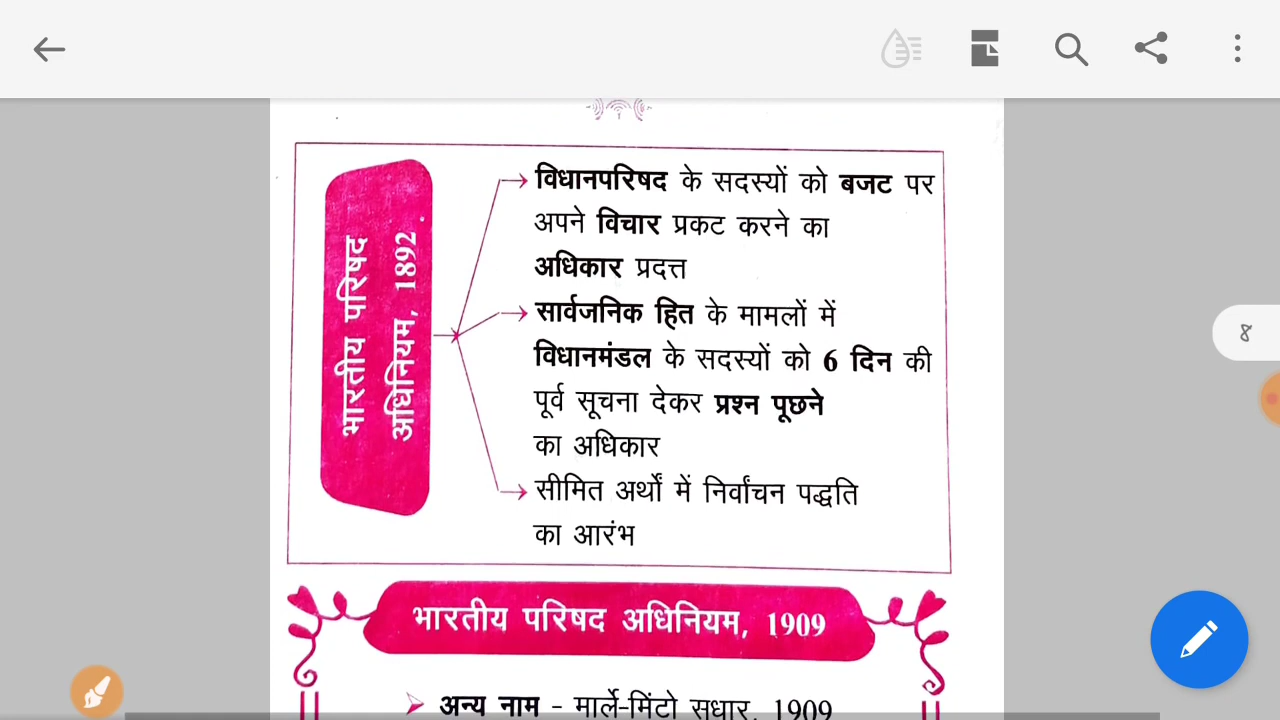 भारतीय परिषद
अधिनियम, 1892
विधानपरिषद के सदस्यों को बजट पर
अपने विचार प्रकट करने का
अधिकार प्रदत्त
सार्वजनिक हित के मामलों में
विधानमंडल के सदस्यों को 6 दिन की
पूर्व सूचना देकर प्रश्न पूछने
का अधिकार
सीमित अर्थों में निर्वाचन पद्धति
का आरंभ
8
भारतीय परिषद अधिनियम, 1909
अन्य नाम - मार्ले-मिंटो सुधार, 1909